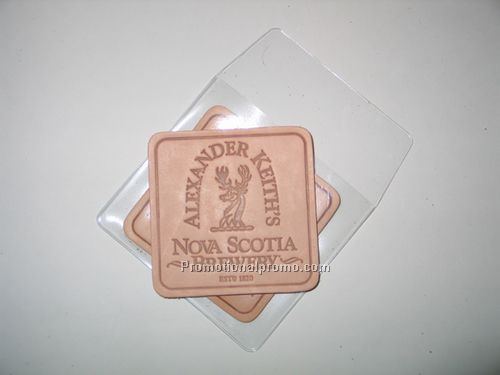 ALEXANDER KEITH'S
NOVA SCOTIA
BREWERY
ESTD 1820
Promotionalpromo.com